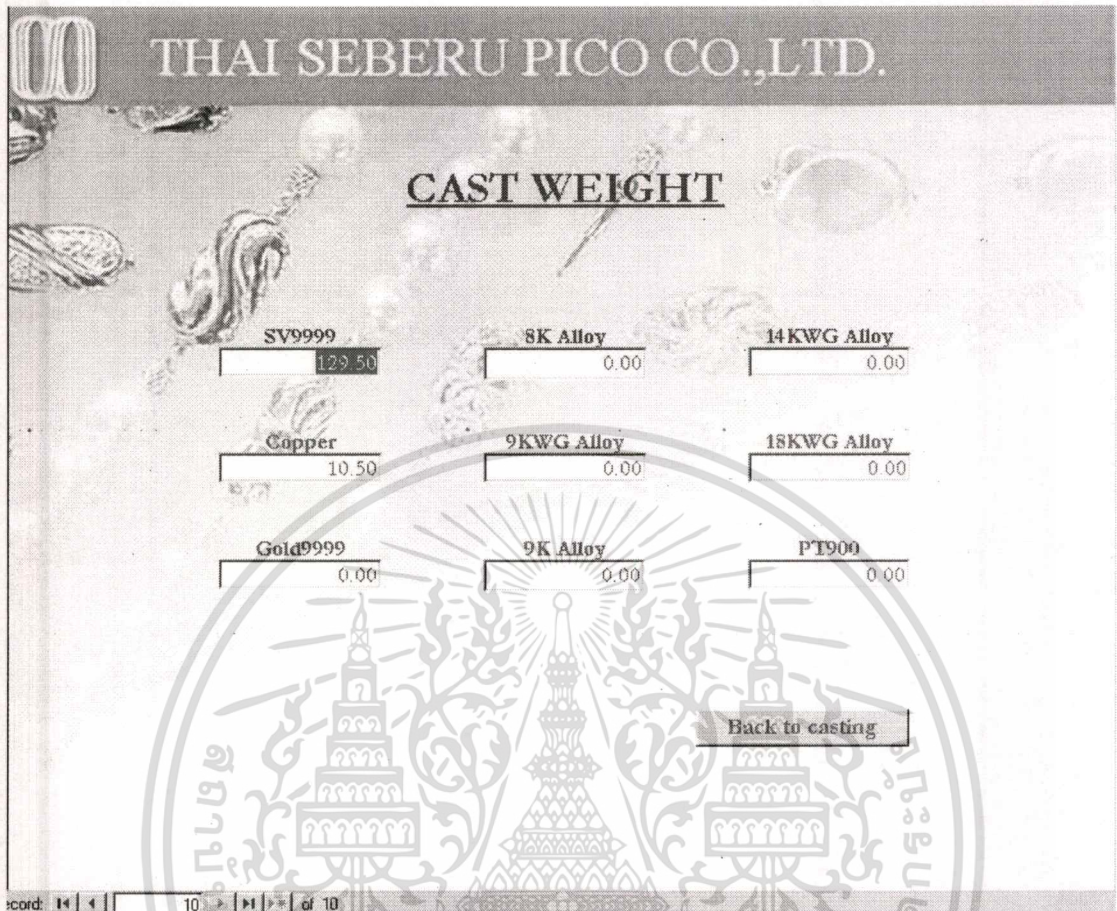 THAI SEBERU PICO CO.,LTD.
CAST WEIGHT
SV9999 8K Alloy 14KWG Alloy
129.50 0.00 0.00
Copper 9KWG Alloy 18KWG Alloy
10.50 0.00 0.00
Gold9999 9K Alloy PT900
0.00 0.00 0.00
Back to casting
ecord: 10 of 10